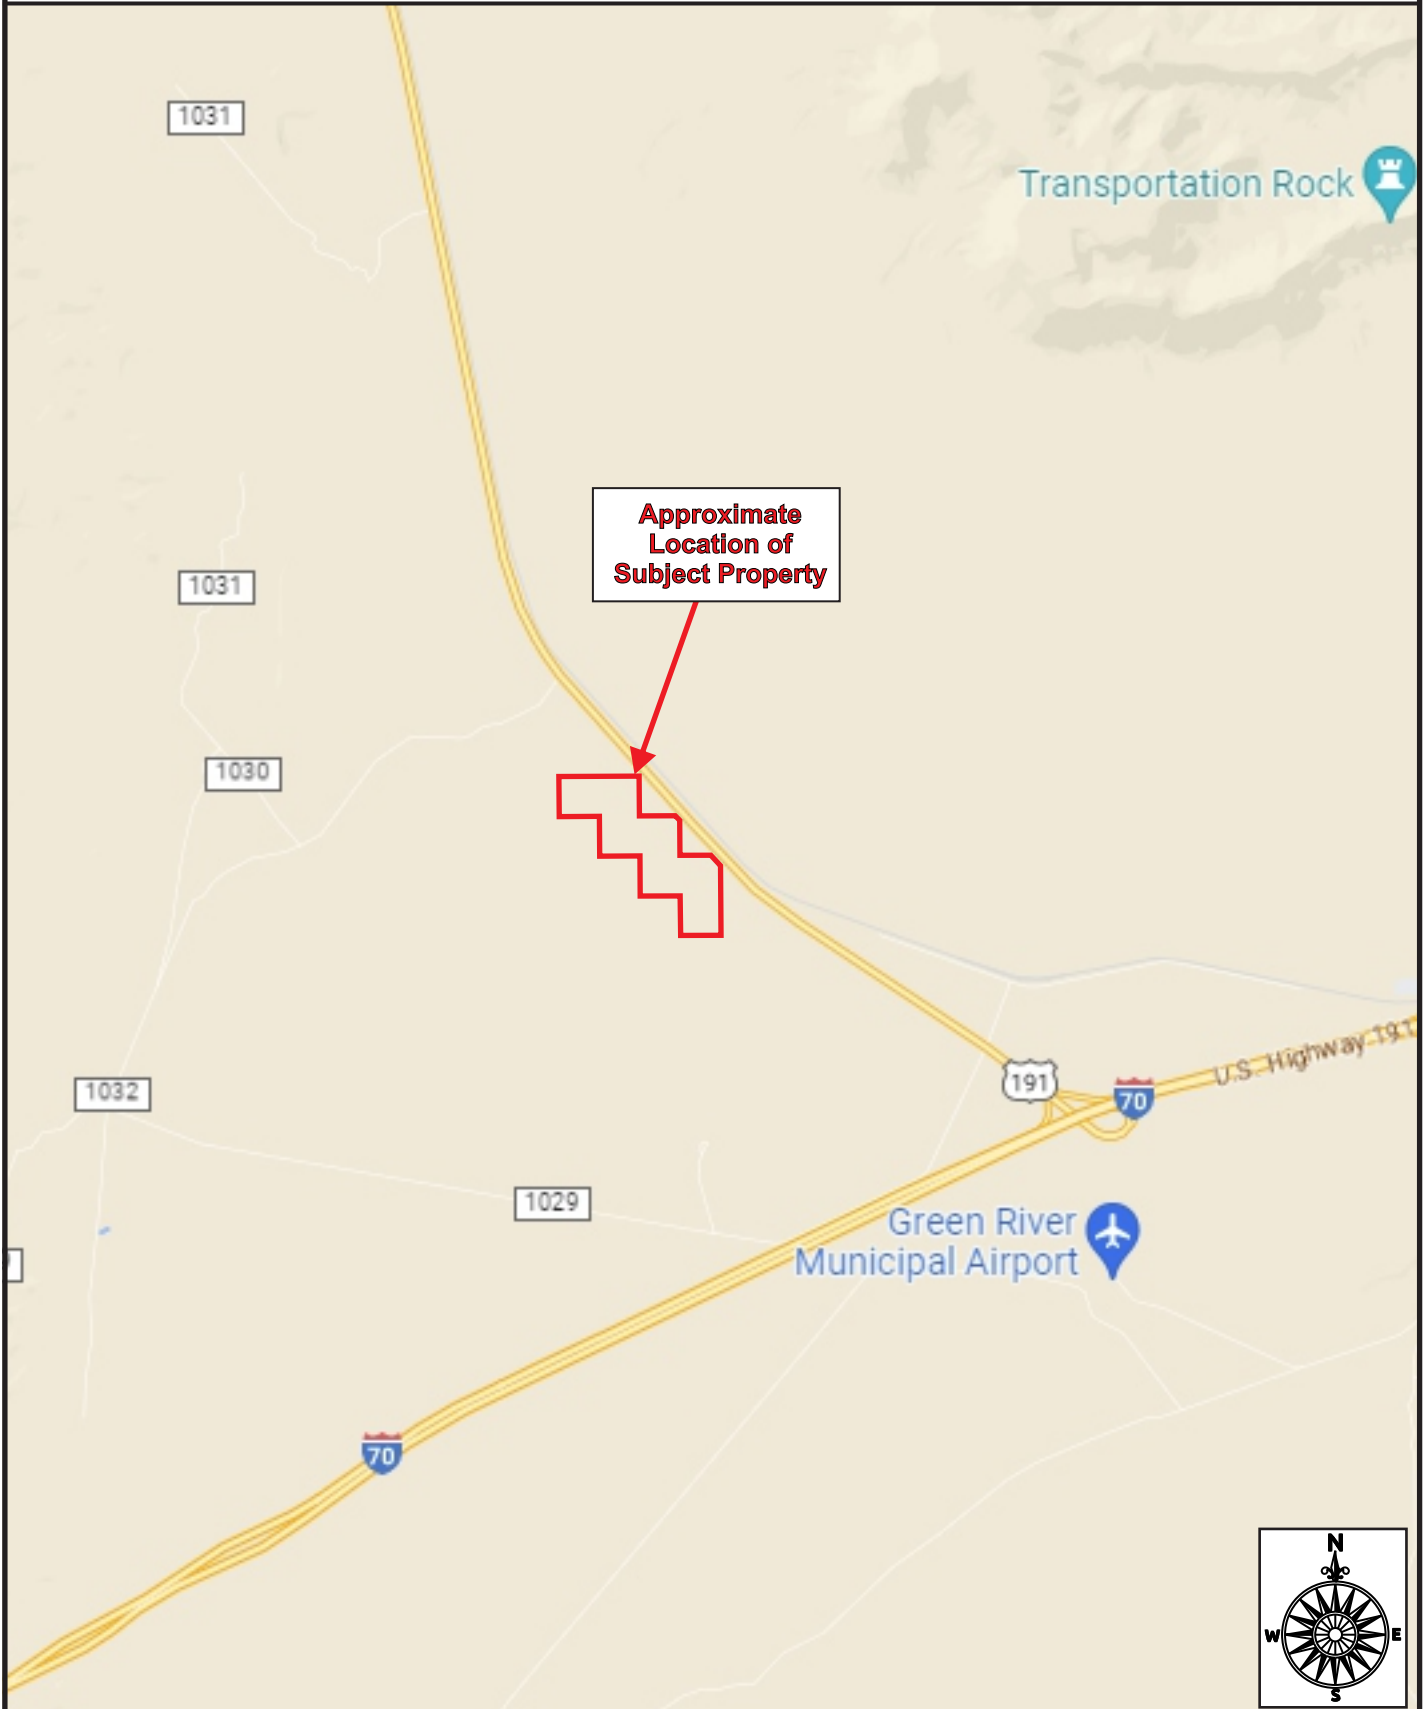 1031
Transportation Rock
Approximate
Location of
Subject Property
1031
1030
191
70
U.S. Highway 191
1032
1029
Green River
Municipal Airport
70
N
W
E
S